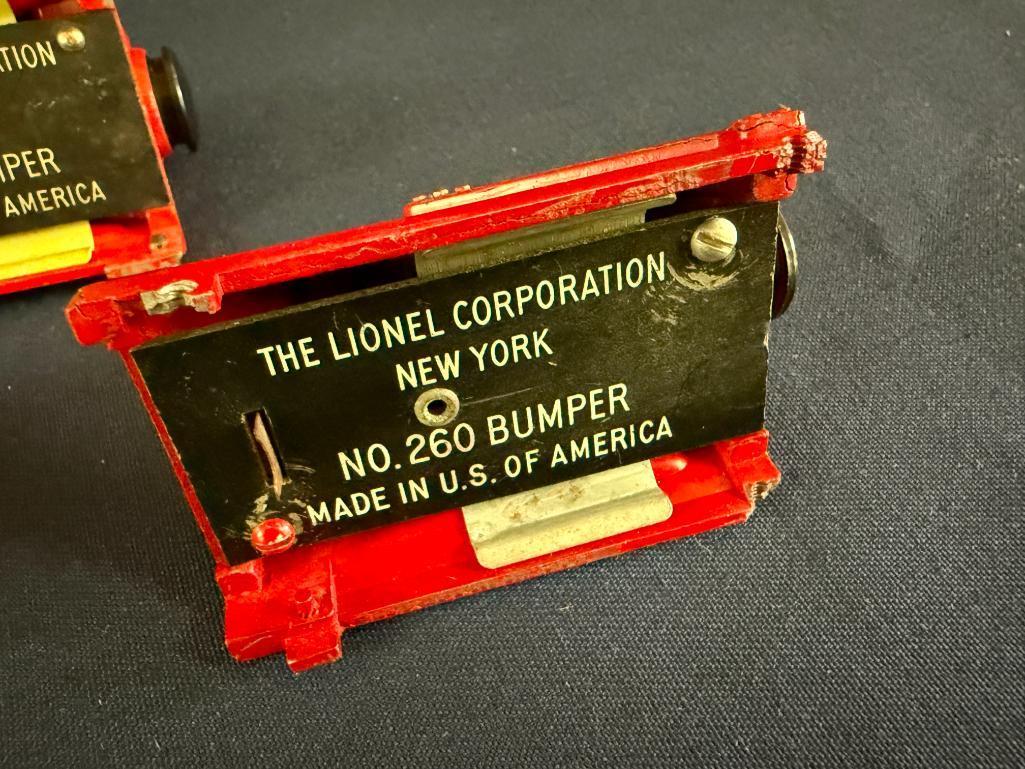 ATION
MPER
AMERICA
THE LIONEL CORPORATION
NEW YORK
NO. 260 BUMPER
MADE IN U.S. OF AMERICA